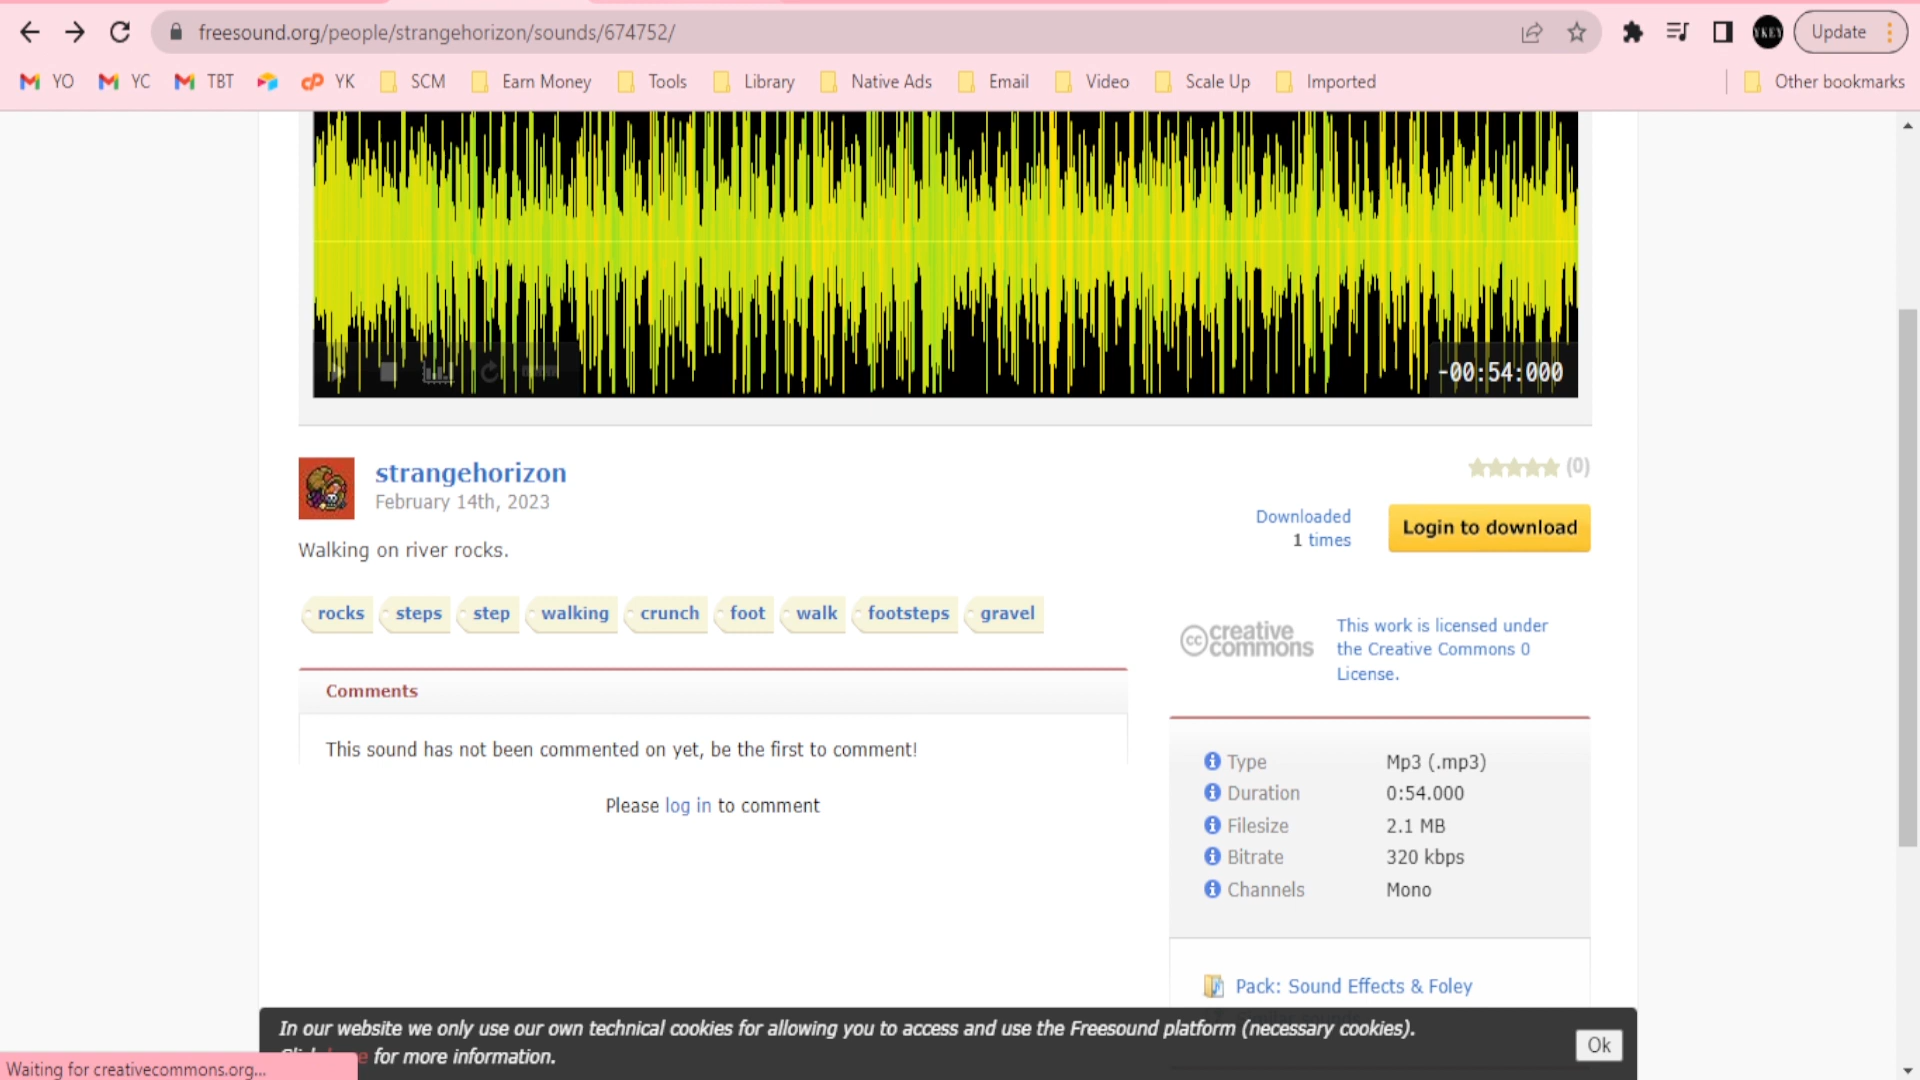 freesound.org/people/strangehorizon/sounds/674752/
YKEY
Update
YO
YC
TBT
YK
SCM
Earn Money
Tools
Library
Native Ads
Email
Video
Scale Up
Imported
Other bookmarks
-00:54:000
strangehorizon
February 14th, 2023
(0)
Downloaded
1 times
Login to download
Walking on river rocks.
rocks
steps
step
walking
crunch
foot
walk
footsteps
gravel
cc creative commons
This work is licensed under
the Creative Commons 0
License.
Comments
This sound has not been commented on yet, be the first to comment!
Please log in to comment
Type Mp3 (.mp3)
Duration 0:54.000
Filesize 2.1 MB
Bitrate 320 kbps
Channels Mono
Pack: Sound Effects & Foley
In our website we only use our own technical cookies for allowing you to access and use the Freesound platform (necessary cookies).
for more information.
Ok
Waiting for creativecommons.org...